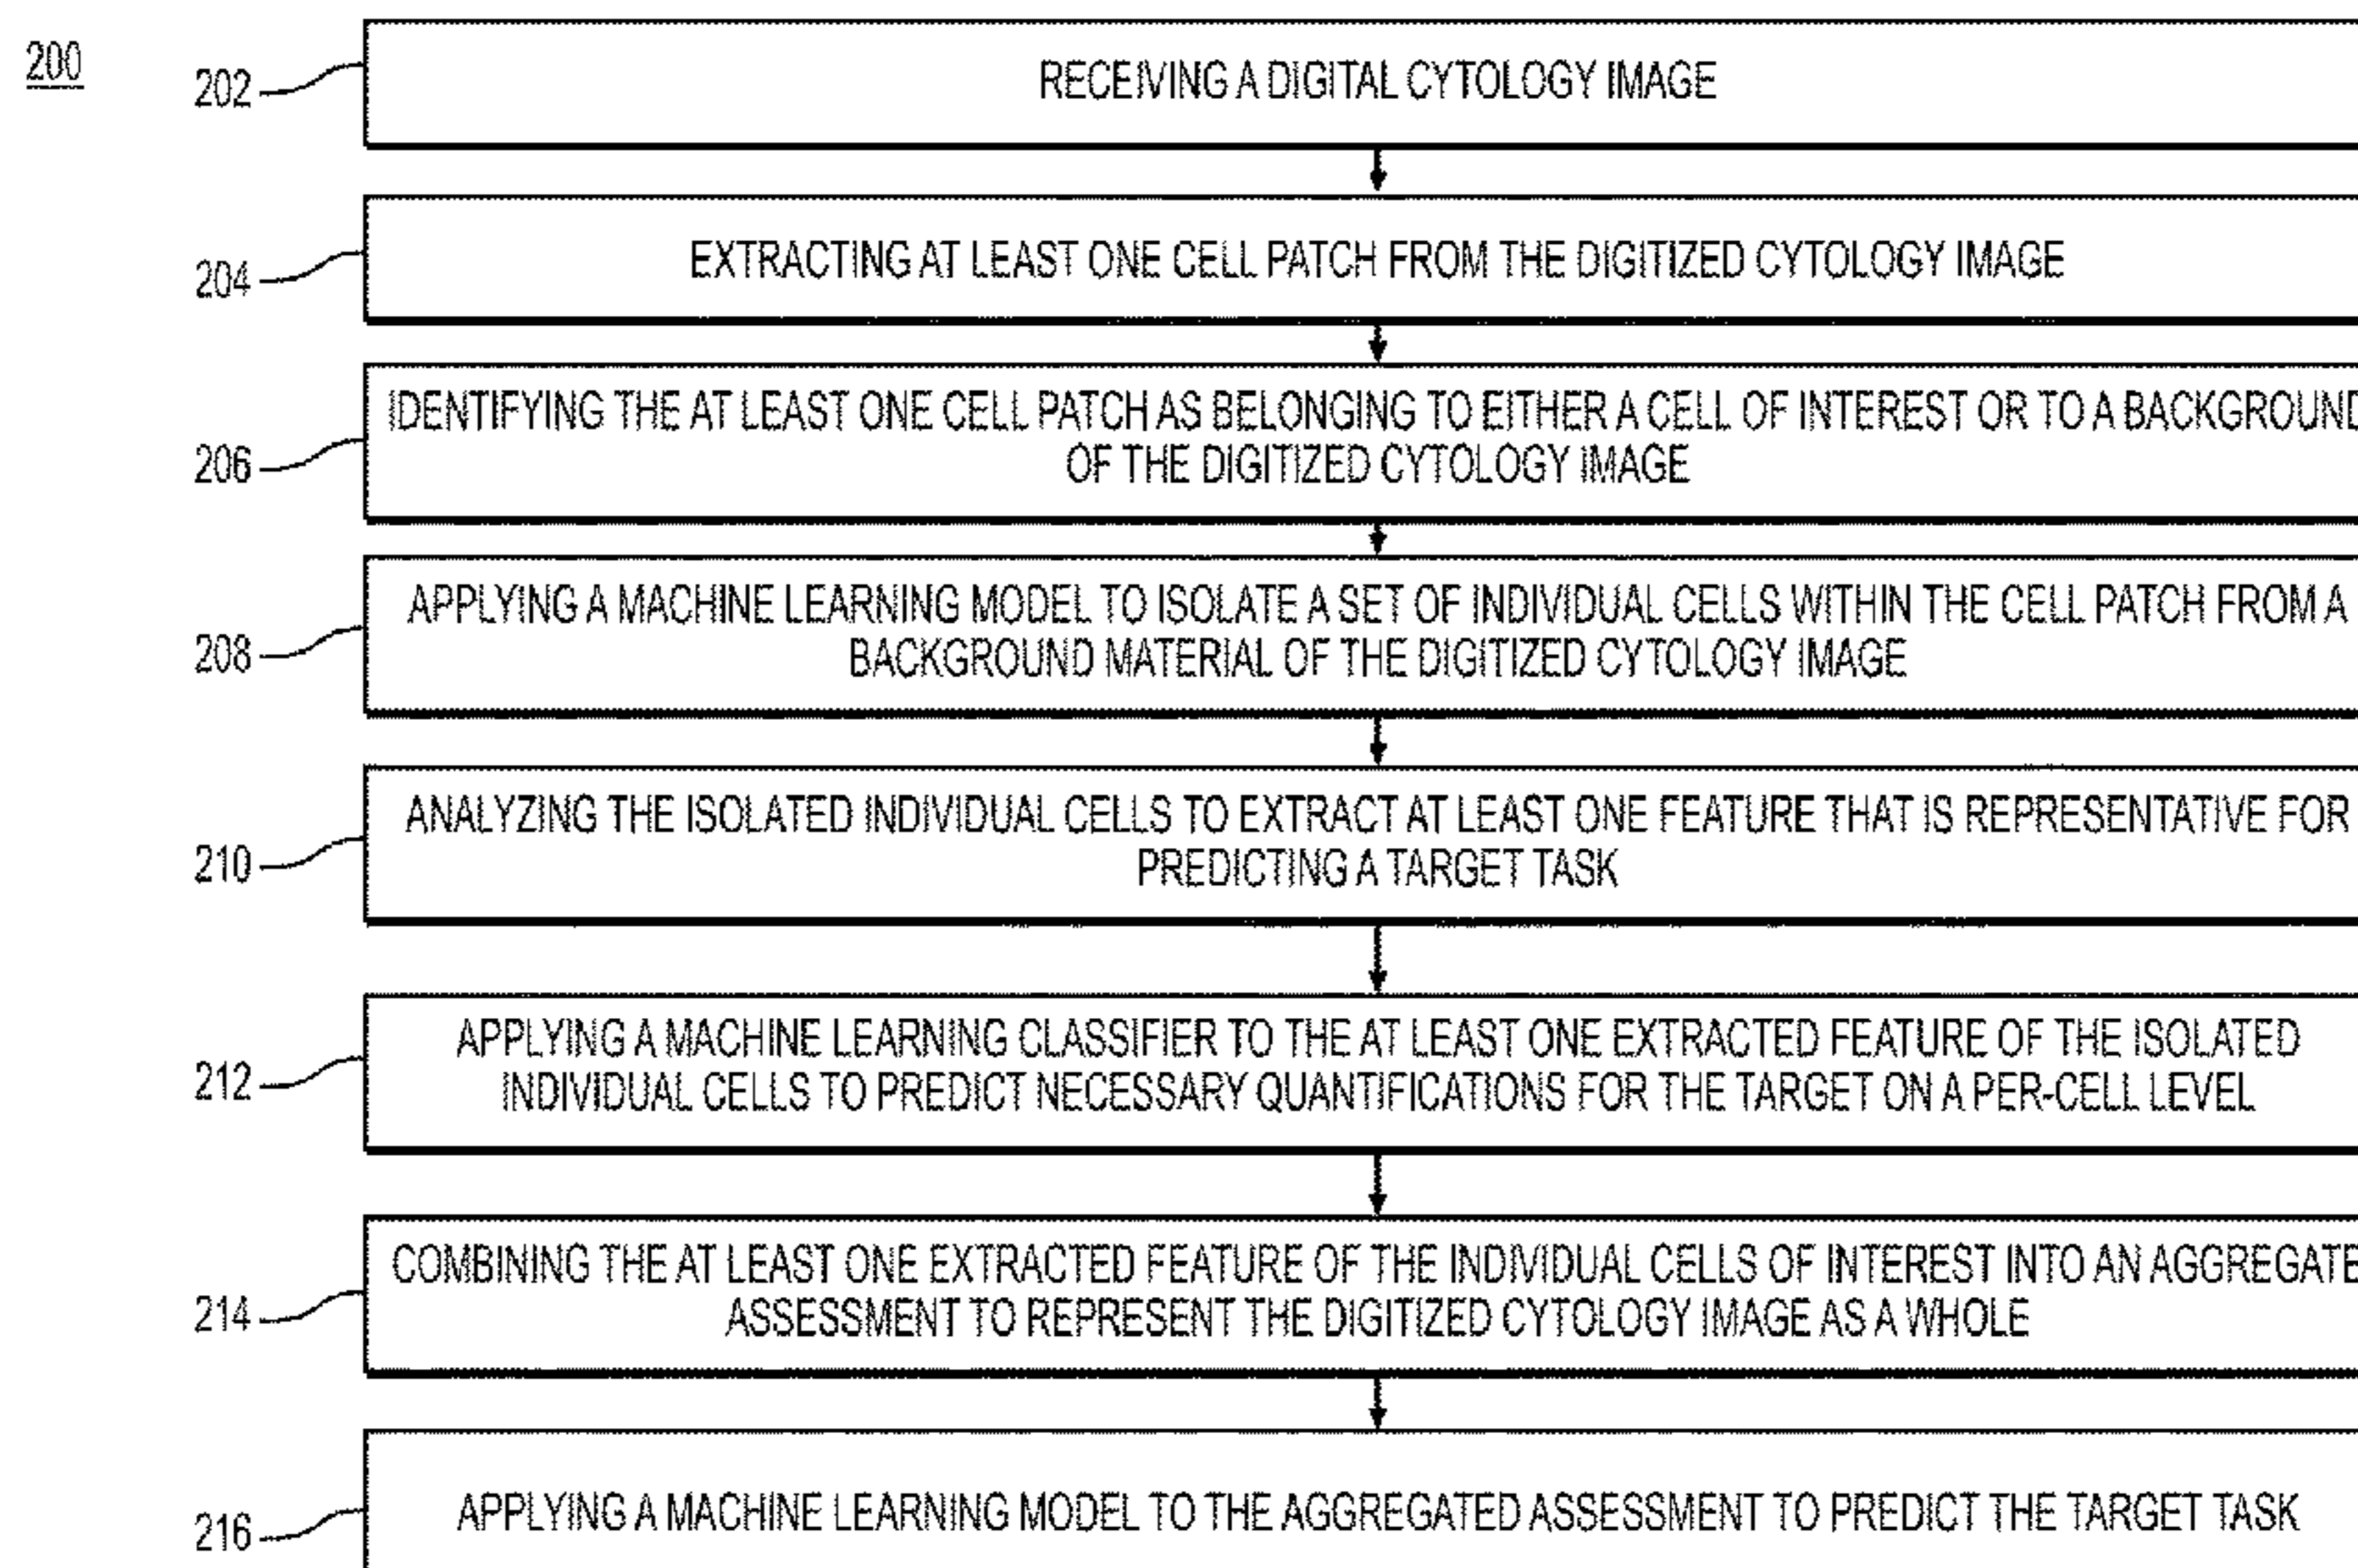 200
202
RECEIVING A DIGITAL CYTOLOGY IMAGE
204
EXTRACTING AT LEAST ONE CELL PATCH FROM THE DIGITIZED CYTOLOGY IMAGE
206
IDENTIFYING THE AT LEAST ONE CELL PATCH AS BELONGING TO EITHER A CELL OF INTEREST OR TO A BACKGROUND
OF THE DIGITIZED CYTOLOGY IMAGE
208
APPLYING A MACHINE LEARNING MODEL TO ISOLATE A SET OF INDIVIDUAL CELLS WITHIN THE CELL PATCH FROM A
BACKGROUND MATERIAL OF THE DIGITIZED CYTOLOGY IMAGE
210
ANALYZING THE ISOLATED INDIVIDUAL CELLS TO EXTRACT AT LEAST ONE FEATURE THAT IS REPRESENTATIVE FOR
PREDICTING A TARGET TASK
212
APPLYING A MACHINE LEARNING CLASSIFIER TO THE AT LEAST ONE EXTRACTED FEATURE OF THE ISOLATED
INDIVIDUAL CELLS TO PREDICT NECESSARY QUANTIFICATIONS FOR THE TARGET ON A PER-CELL LEVEL
214
COMBINING THE AT LEAST ONE EXTRACTED FEATURE OF THE INDIVIDUAL CELLS OF INTEREST INTO AN AGGREGATE
ASSESSMENT TO REPRESENT THE DIGITIZED CYTOLOGY IMAGE AS A WHOLE
216
APPLYING A MACHINE LEARNING MODEL TO THE AGGREGATED ASSESSMENT TO PREDICT THE TARGET TASK